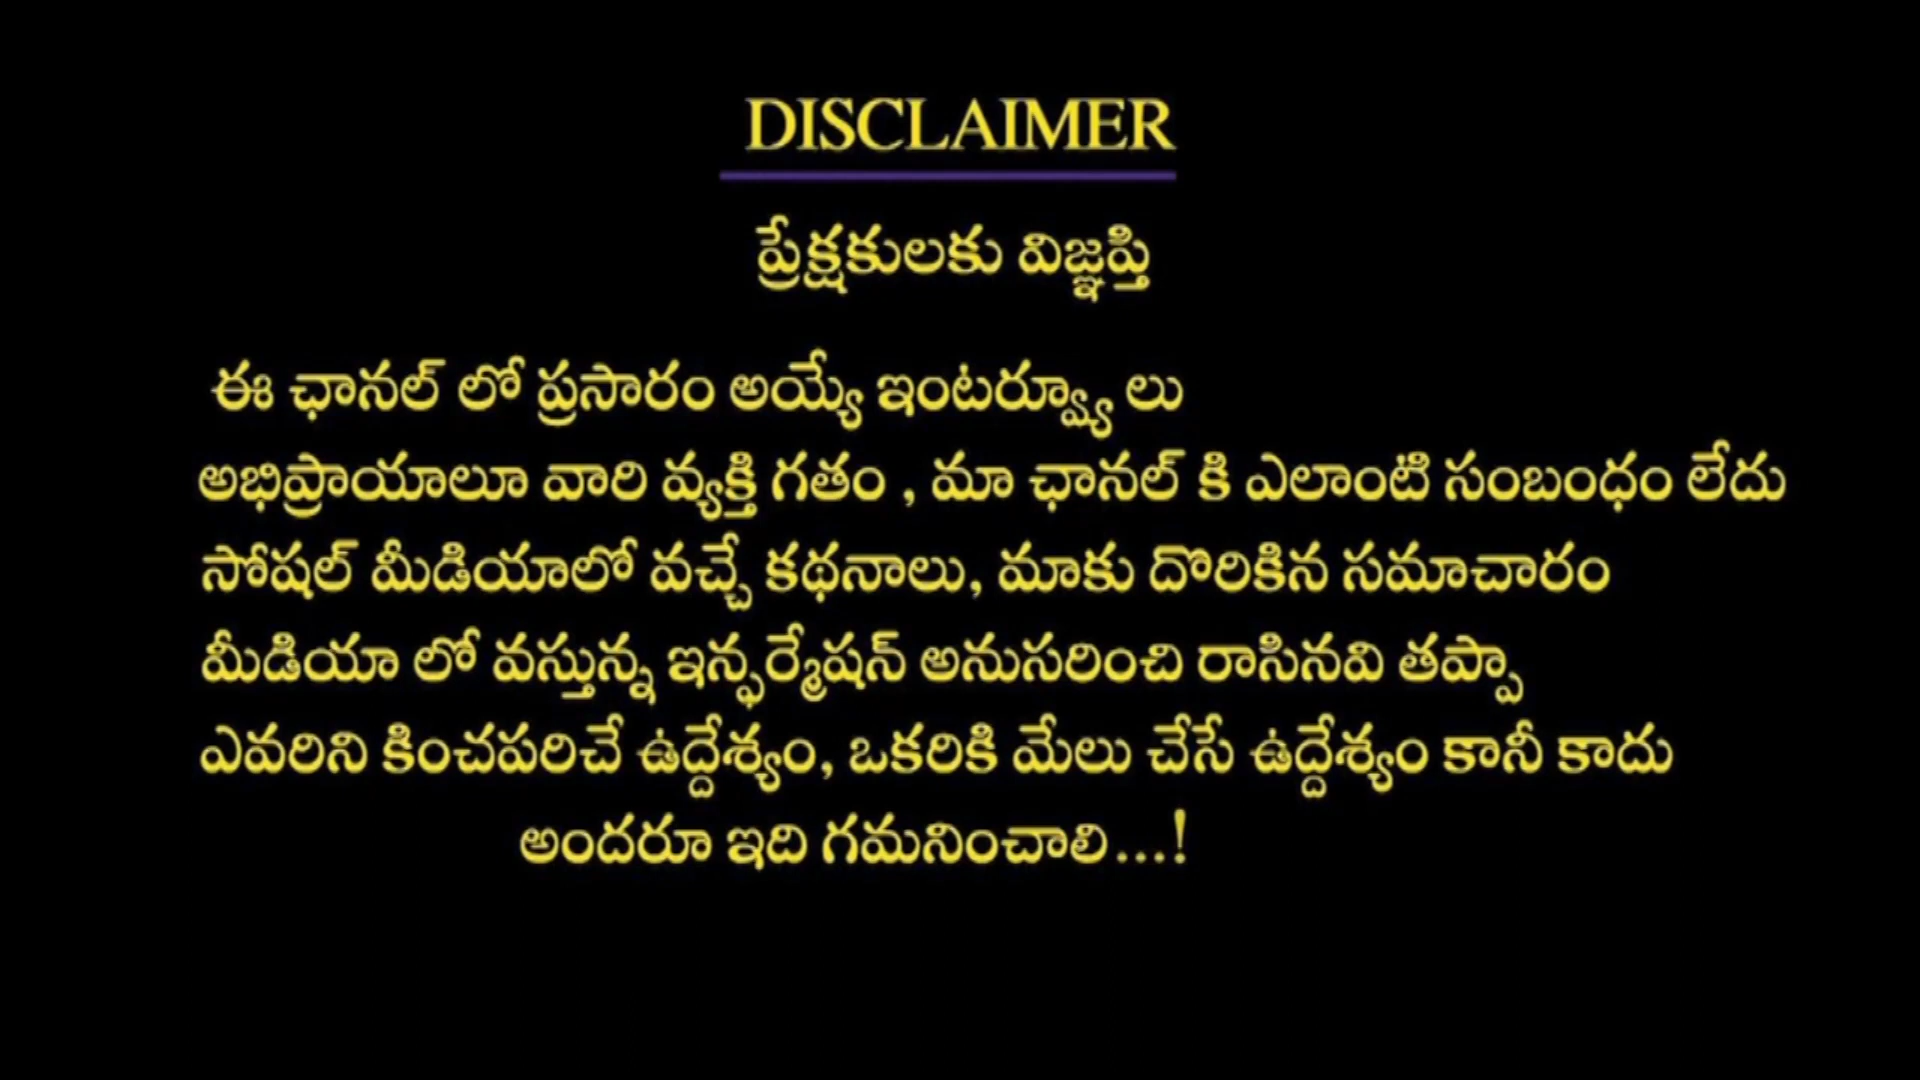 DISCLAIMER
ప్రేక్షకులకు విజ్ఞప్తి
ఈ ఛానల్ లో ప్రసారం అయ్యే ఇంటర్వ్యూ లు
అభిప్రాయాలూ వారి వ్యక్తి గతం , మా ఛానల్ కి ఎలాంటి సంబంధం లేదు
సోషల్ మీడియాలో వచ్చే కథనాలు, మాకు దొరికిన సమాచారం
మీడియా లో వస్తున్న ఇన్ఫర్మేషన్ అనుసరించి రాసినవి తప్పా
ఎవరిని కించపరిచే ఉద్దేశ్యం, ఒకరికి మేలు చేసే ఉద్దేశ్యం కానీ కాదు
అందరూ ఇది గమనించాలి...!